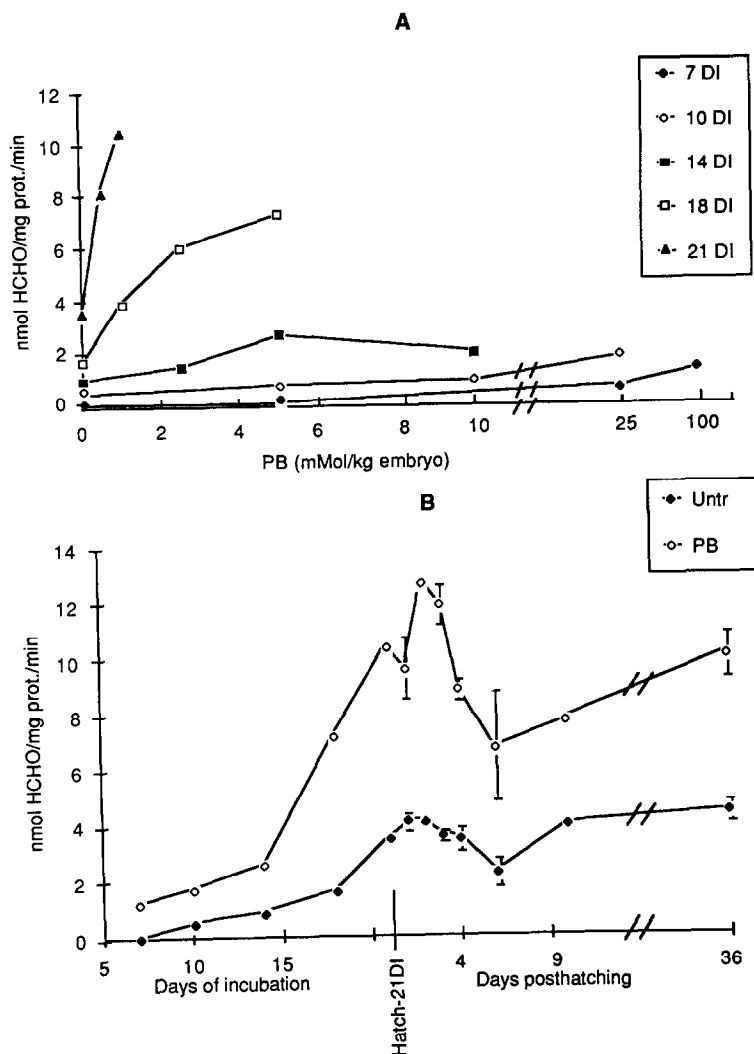 A
7 DI
10 DI
14 DI
18 DI
21 DI
nmol HCHO/mg prot./min
12
10
8
6
4
2
0
0 2 4 6 8 10 25 100
PB (mMol/kg embryo)
B
Untr
PB
nmol HCHO/mg prot./min
14
12
10
8
6
4
2
0
5 10 15 4 9 36
Days of incubation
Hatch-21DI
Days posthatching